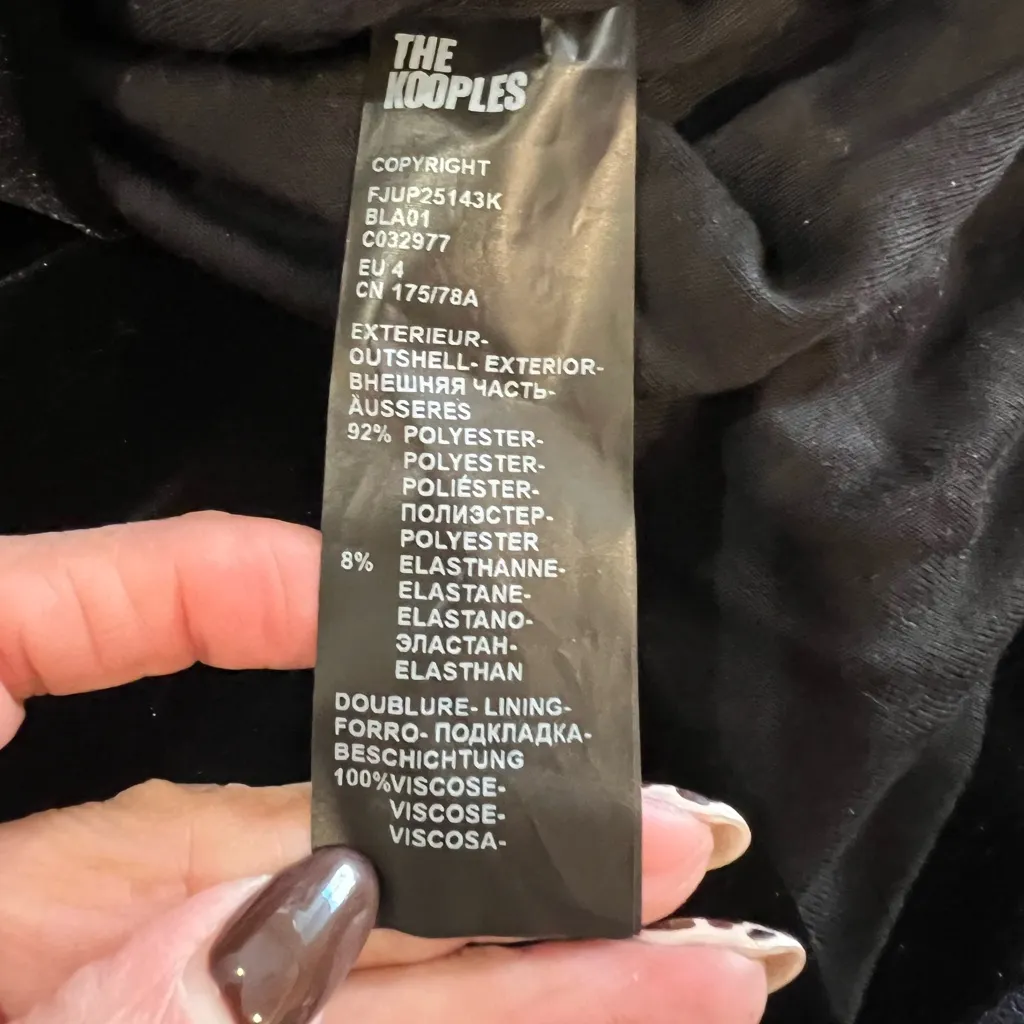 THE
KOOPLES
COPYRIGHT
FJUP25143K
BLA01
C032977
EU 4
CN 175/78A
EXTERIEUR-
OUTSHELL- EXTERIOR-
ВНЕШНЯЯ ЧАСТЬ-
ÄUSSERES
92% POLYESTER-
POLYESTER-
POLIÉSTER-
ПОЛИЭСТЕР-
POLYESTER
8% ELASTHANNE-
ELASTANE-
ELASTANO-
ЭЛАСТАН-
ELASTHAN
DOUBLURE- LINING-
FORRO- ПОДКЛАДКА-
BESCHICHTUNG
100%VISCOSE-
VISCOSE-
VISCOSA-